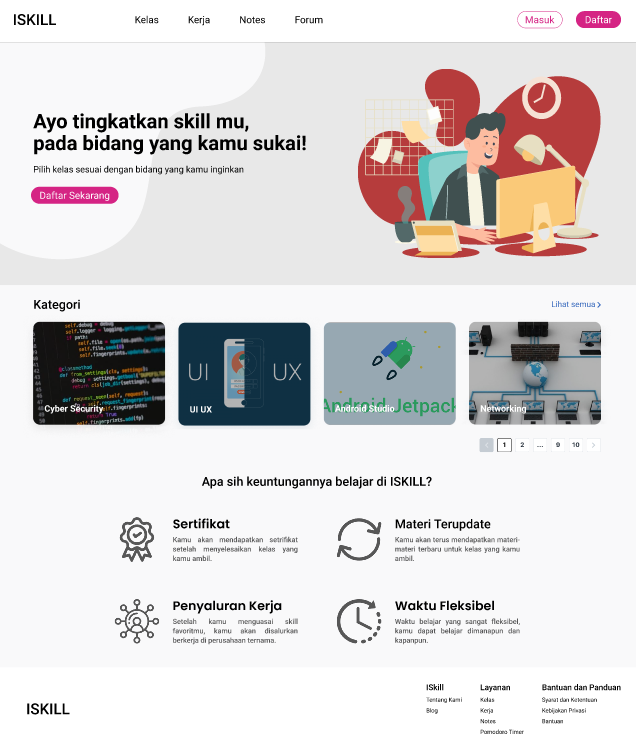 ISKILL
Kelas Kerja Notes Forum
Masuk Daftar
Ayo tingkatkan skill mu,
pada bidang yang kamu sukai!
Pilih kelas sesuai dengan bidang yang kamu inginkan
Daftar Sekarang
Kategori
Lihat semua
Cyber Security
UI UX
UI UX
Android Jetpack
Android Studio
Networking
1 2 ... 9 10
Apa sih keuntungannya belajar di ISKILL?
Sertifikat
Kamu akan mendapatkan setrifikat
setelah menyelesaikan kelas yang
kamu ambil.
Materi Terupdate
Kamu akan terus mendapatkan materi-
materi terbaru untuk kelas yang kamu
ambil.
Penyaluran Kerja
Setelah kamu menguasai skill
favoritmu, kamu akan disalurkan
berkerja di perusahaan ternama.
Waktu Fleksibel
Waktu belajar yang sangat fleksibel,
kamu dapat belajar dimanapun dan
kapanpun.
ISKILL
ISkill
Tentang Kami
Blog
Layanan
Kelas
Kerja
Notes
Pomodoro Timer
Bantuan dan Panduan
Syarat dan Ketentuan
Kebijakan Privasi
Bantuan